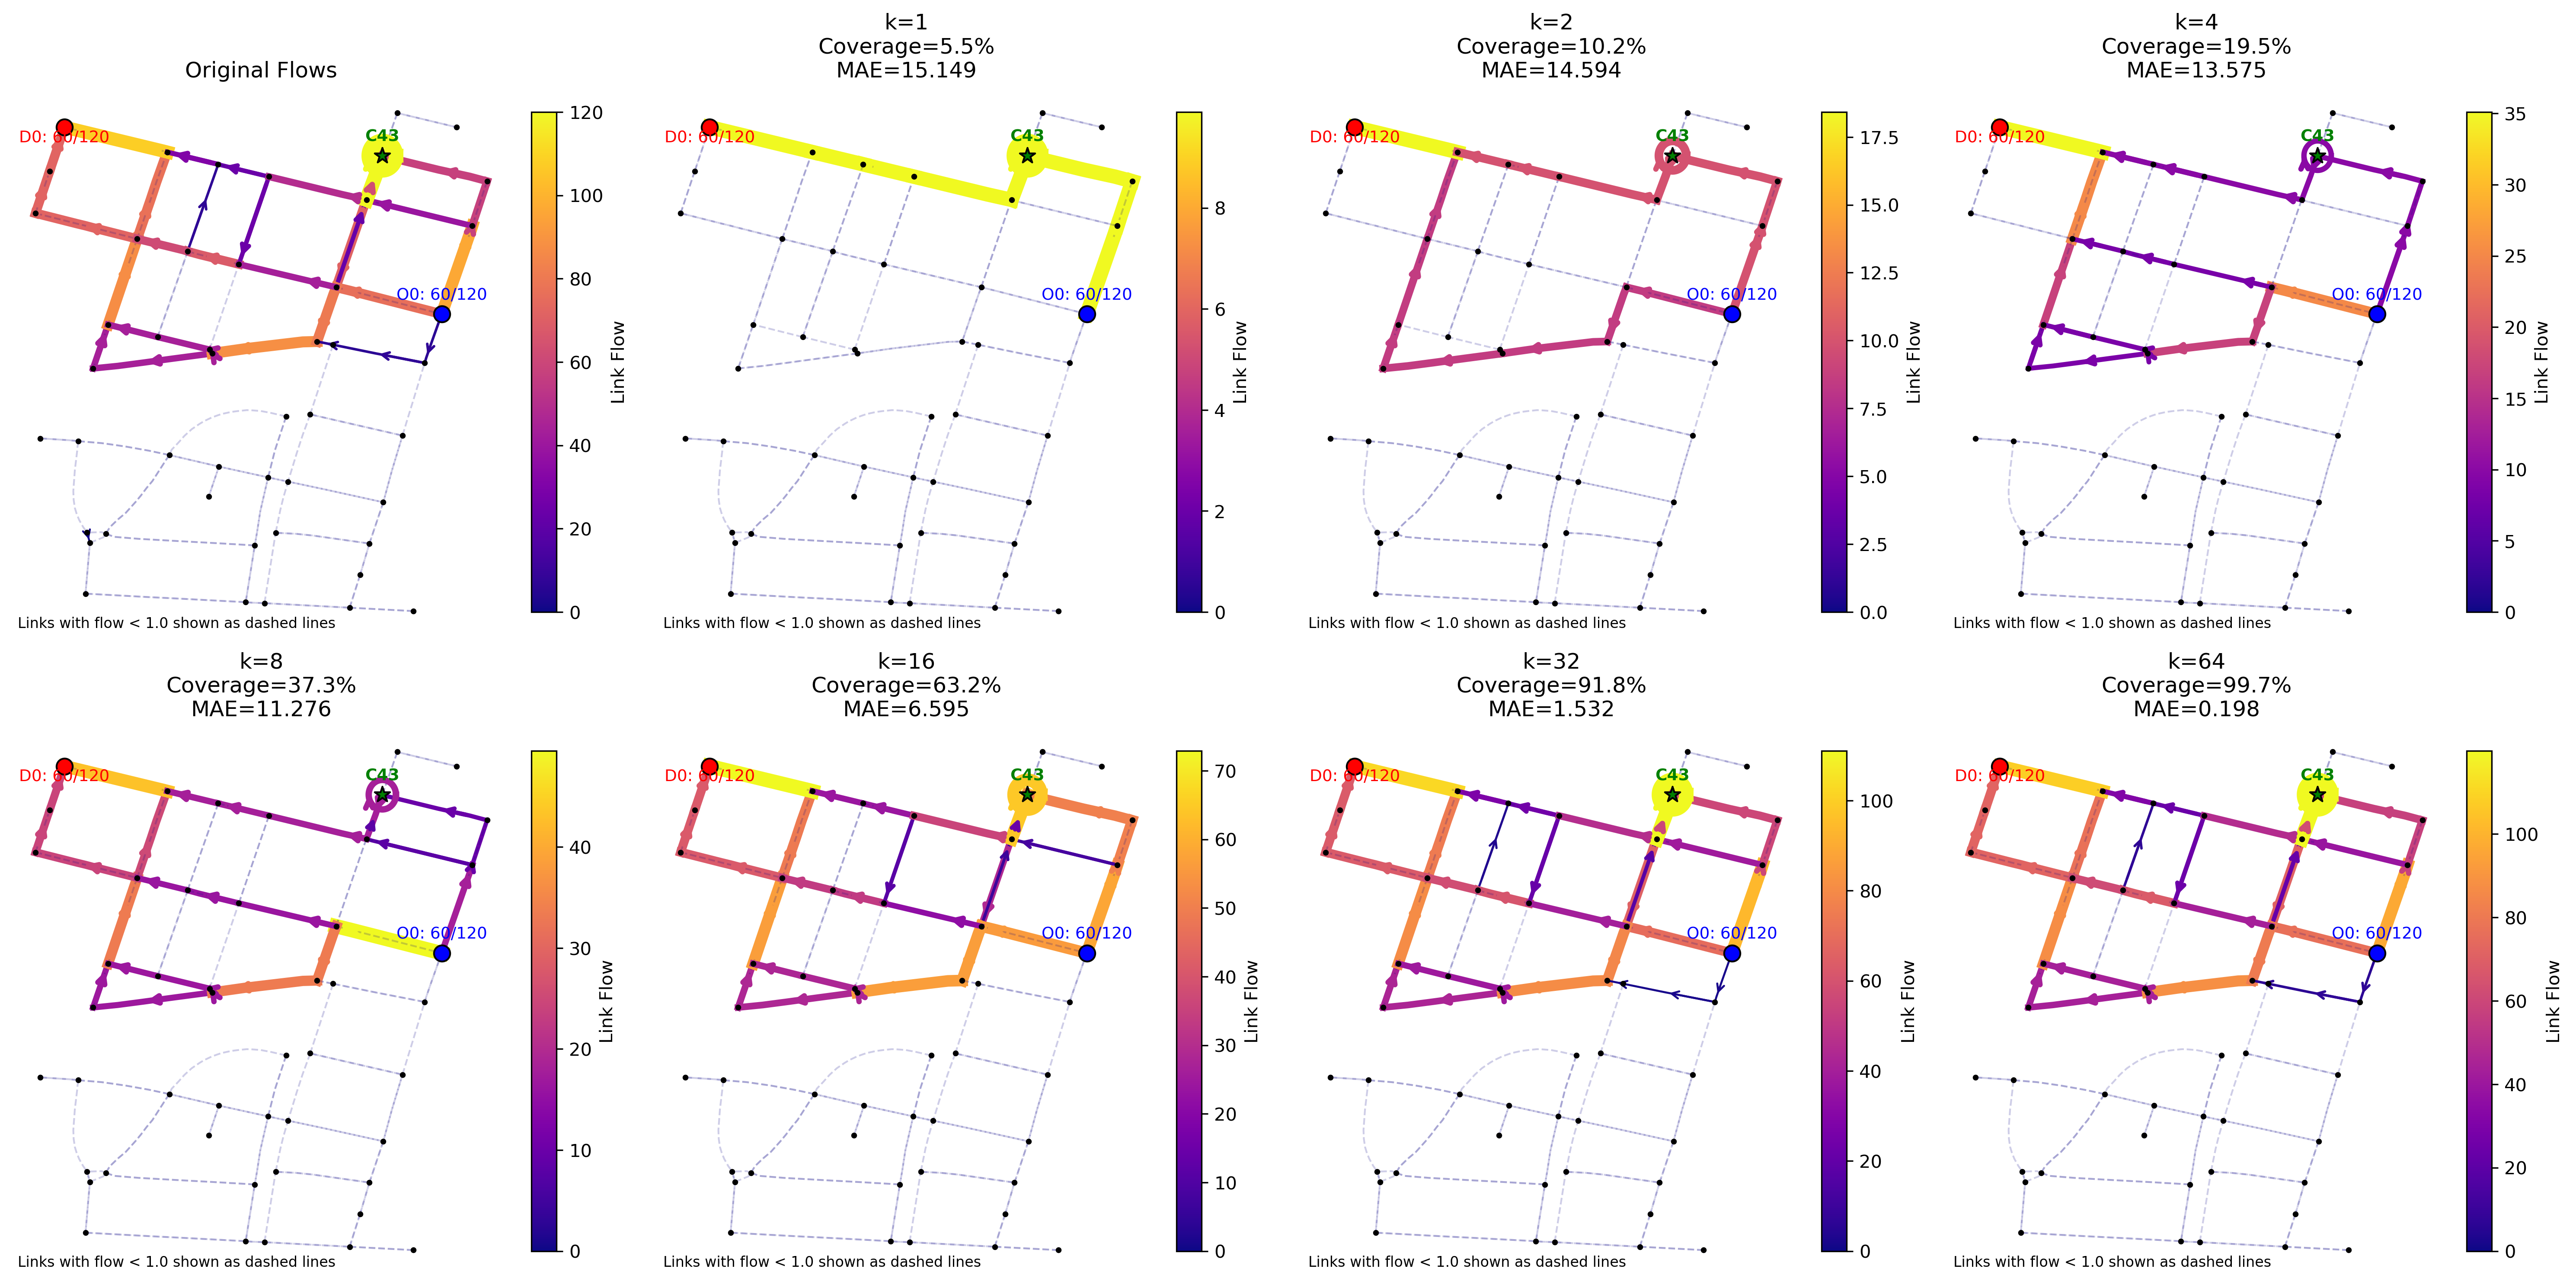 Original Flows
D0: 60/120
C43
O0: 60/120
120
100
80
60
40
20
0
Link Flow
Links with flow < 1.0 shown as dashed lines
k=1
Coverage=5.5%
MAE=15.149
D0: 60/120
C43
O0: 60/120
8
6
4
2
0
Link Flow
Links with flow < 1.0 shown as dashed lines
k=2
Coverage=10.2%
MAE=14.594
D0: 60/120
C43
O0: 60/120
17.5
15.0
12.5
10.0
7.5
5.0
2.5
0.0
Link Flow
Links with flow < 1.0 shown as dashed lines
k=4
Coverage=19.5%
MAE=13.575
D0: 60/120
C43
O0: 60/120
35
30
25
20
15
10
5
0
Link Flow
Links with flow < 1.0 shown as dashed lines
k=8
Coverage=37.3%
MAE=11.276
D0: 60/120
C43
O0: 60/120
40
30
20
10
0
Link Flow
Links with flow < 1.0 shown as dashed lines
k=16
Coverage=63.2%
MAE=6.595
D0: 60/120
C43
O0: 60/120
70
60
50
40
30
20
10
0
Link Flow
Links with flow < 1.0 shown as dashed lines
k=32
Coverage=91.8%
MAE=1.532
D0: 60/120
C43
O0: 60/120
100
80
60
40
20
0
Link Flow
Links with flow < 1.0 shown as dashed lines
k=64
Coverage=99.7%
MAE=0.198
D0: 60/120
C43
O0: 60/120
100
80
60
40
20
0
Link Flow
Links with flow < 1.0 shown as dashed lines